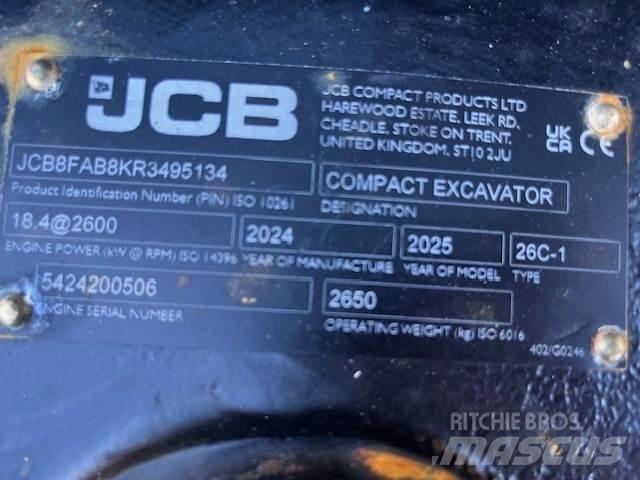 JCB
JCB COMPACT PRODUCTS LTD
HAREWOOD ESTATE, LEEK RD,
CHEADLE, STOKE ON TRENT,
UNITED KINGDOM, ST10 2JU
UK
CA CE
JCB8FAB8KR3495134
Product Identification Number (PIN) ISO 10261
COMPACT EXCAVATOR
DESIGNATION
18.4@2600
ENGINE POWER (kW @ RPM) ISO 14396
2024
YEAR OF MANUFACTURE
2025
YEAR OF MODEL
26C-1
TYPE
5424200506
ENGINE SERIAL NUMBER
2650
OPERATING WEIGHT (kg) ISO 6016
402/G0246
RITCHIE BROS.
MASCUS